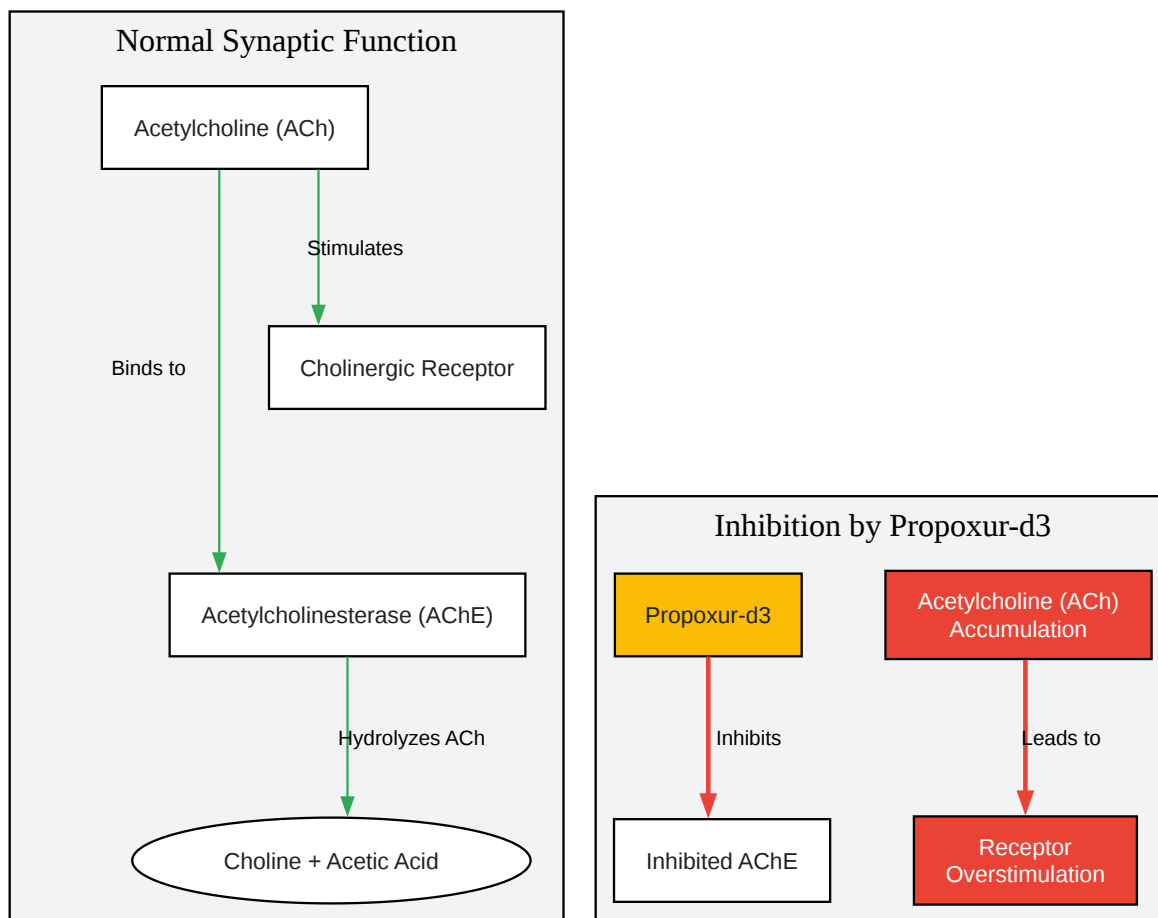 Normal Synaptic Function
Acetylcholine (ACh)
Stimulates
Cholinergic Receptor
Binds to
Acetylcholinesterase (AChE)
Hydrolyzes ACh
Choline + Acetic Acid
Inhibition by Propoxur-d3
Propoxur-d3
Inhibits
Inhibited AChE
Acetylcholine (ACh)
Accumulation
Leads to
Receptor
Overstimulation